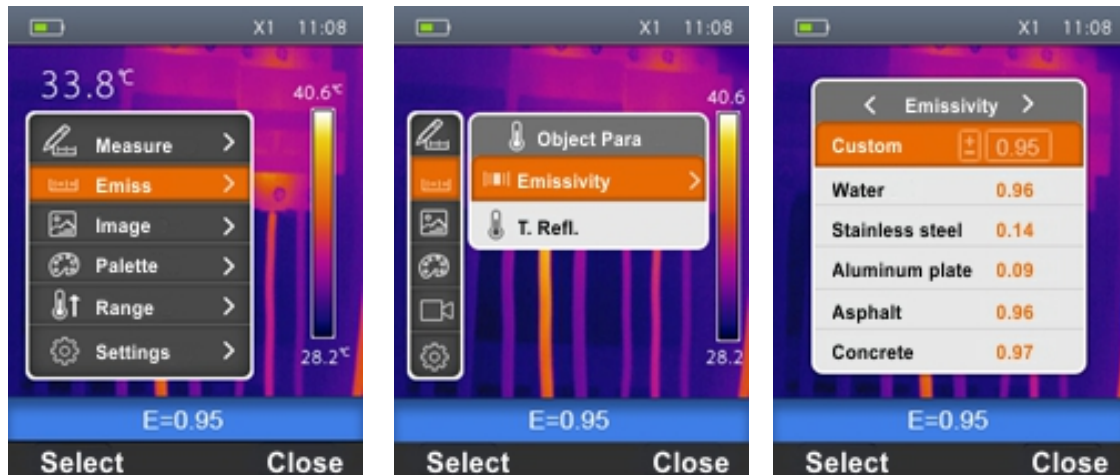 X1 11:08
33.8℃
40.6℃
Measure >
Emiss >
Image >
Palette >
Range >
Settings >
28.2℃
E=0.95
Select Close
X1 11:08
40.6
Object Para
Emissivity >
T. Refl.
28.2
E=0.95
Select Close
X1 11:08
< Emissivity >
Custom ± 0.95
Water 0.96
Stainless steel 0.14
Aluminum plate 0.09
Asphalt 0.96
Concrete 0.97
E=0.95
Select Close